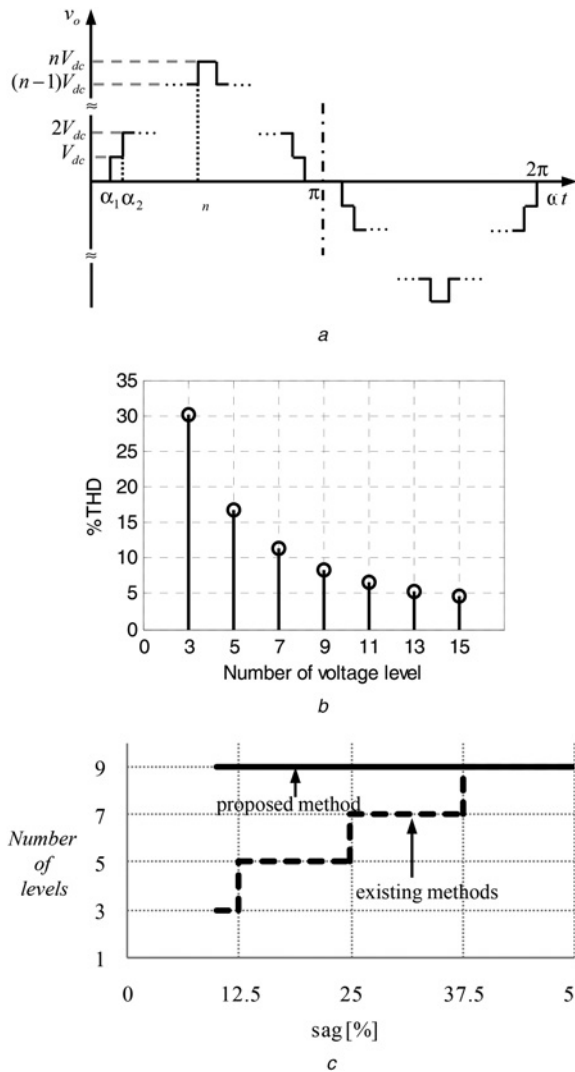 v_o
nV_dc
(n−1)V_dc
≈
≈
2V_dc
V_dc
α_1 α_2
n
π
2π
ωt
≈
a
35
30
25
20
15
10
5
0
%THD
0 3 5 7 9 11 13 15
Number of voltage level
b
9
7
5
3
1
Number
of
levels
proposed method
existing methods
0 12.5 25 37.5 5
sag[%]
c